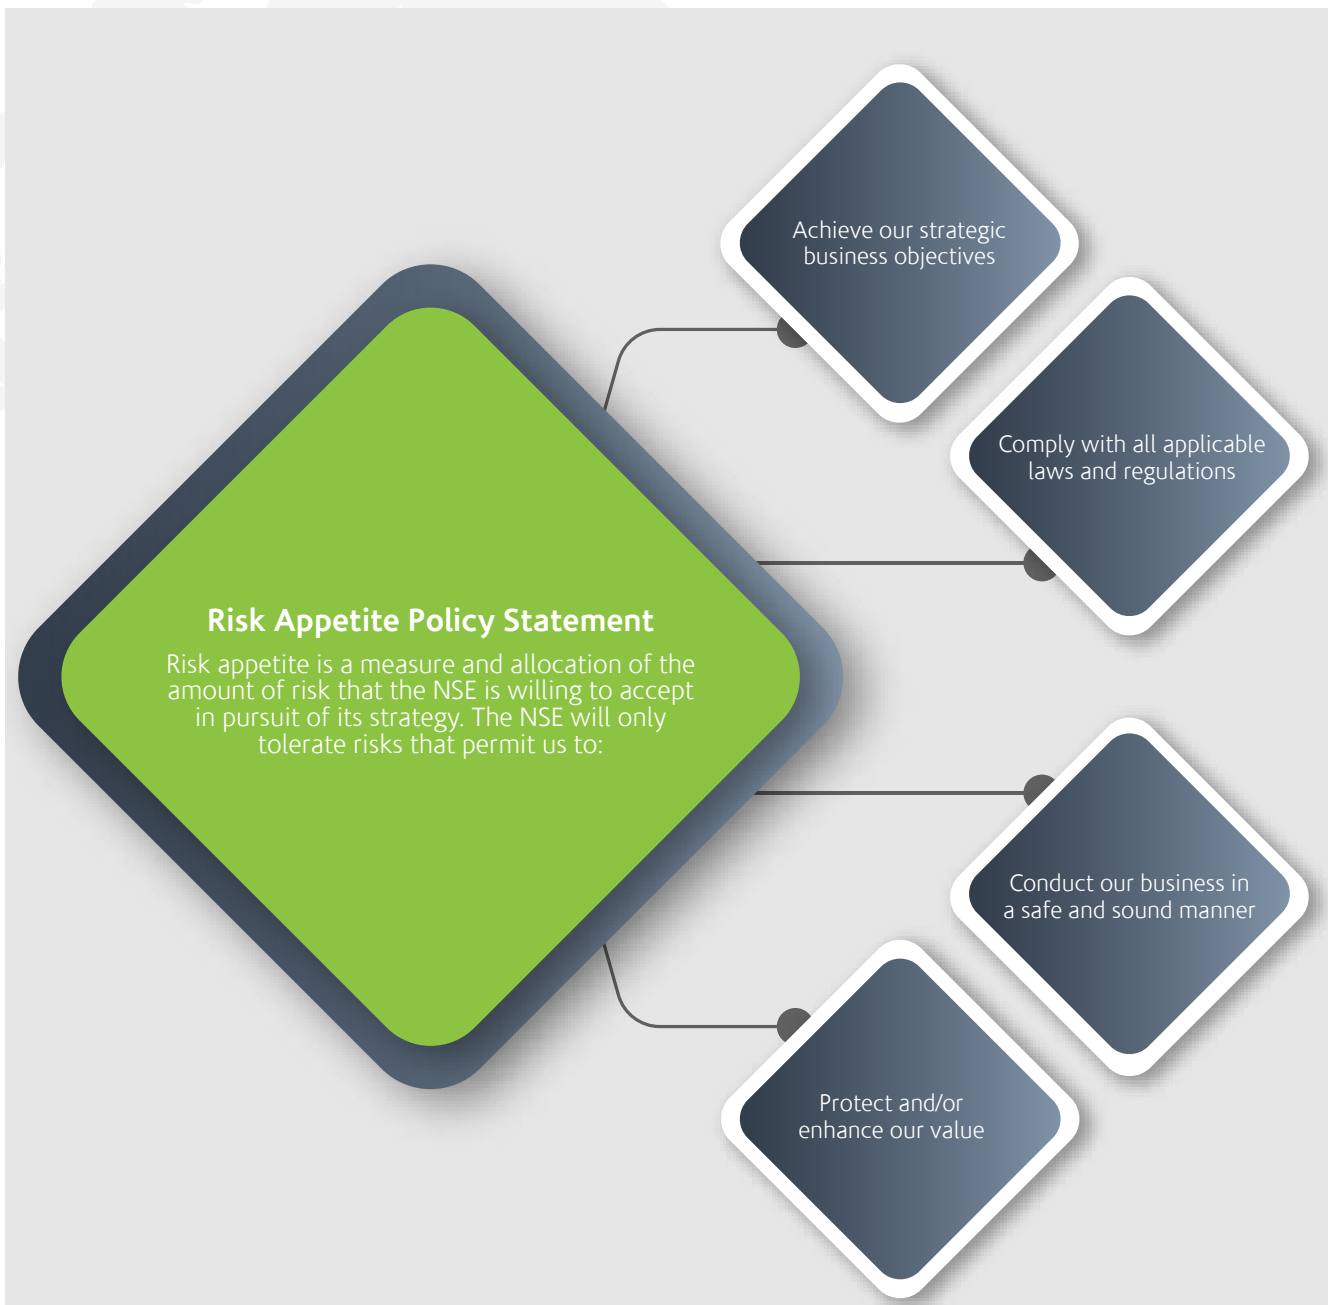 Achieve our strategic
business objectives
Comply with all applicable
laws and regulations
Risk Appetite Policy Statement
Risk appetite is a measure and allocation of the
amount of risk that the NSE is willing to accept
in pursuit of its strategy. The NSE will only
tolerate risks that permit us to:
Conduct our business in
a safe and sound manner
Protect and/or
enhance our value